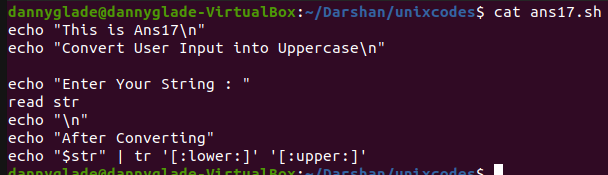 dannyglade@dannyglade-VirtualBox:~/Darshan/unixcodes$ cat ans17.sh
echo "This is Ans17\n"
echo "Convert User Input into Uppercase\n"
echo "Enter Your String : "
read str
echo "\n"
echo "After Converting"
echo "$str" | tr '[:lower:]' '[:upper:]'
dannyglade@dannyglade-VirtualBox:~/Darshan/unixcodes$